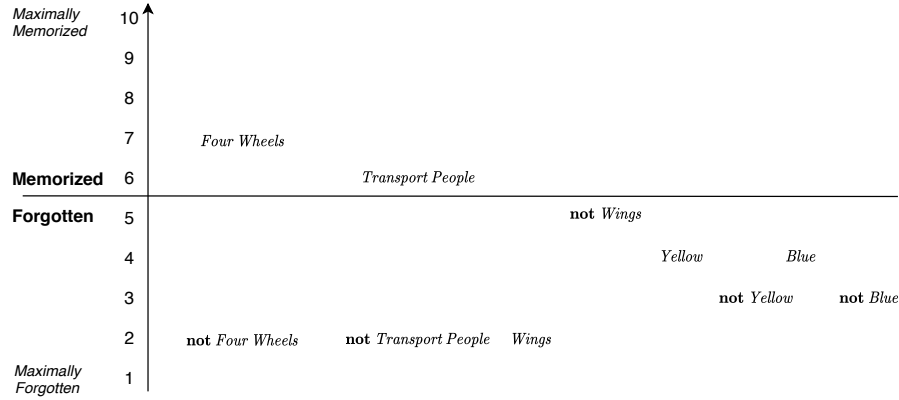 Maximally
Memorized
10
9
8
7 Four Wheels
Memorized 6 Transport People
Forgotten 5 not Wings
4 Yellow Blue
3 not Yellow not Blue
2 not Four Wheels not Transport People Wings
Maximally
Forgotten
1